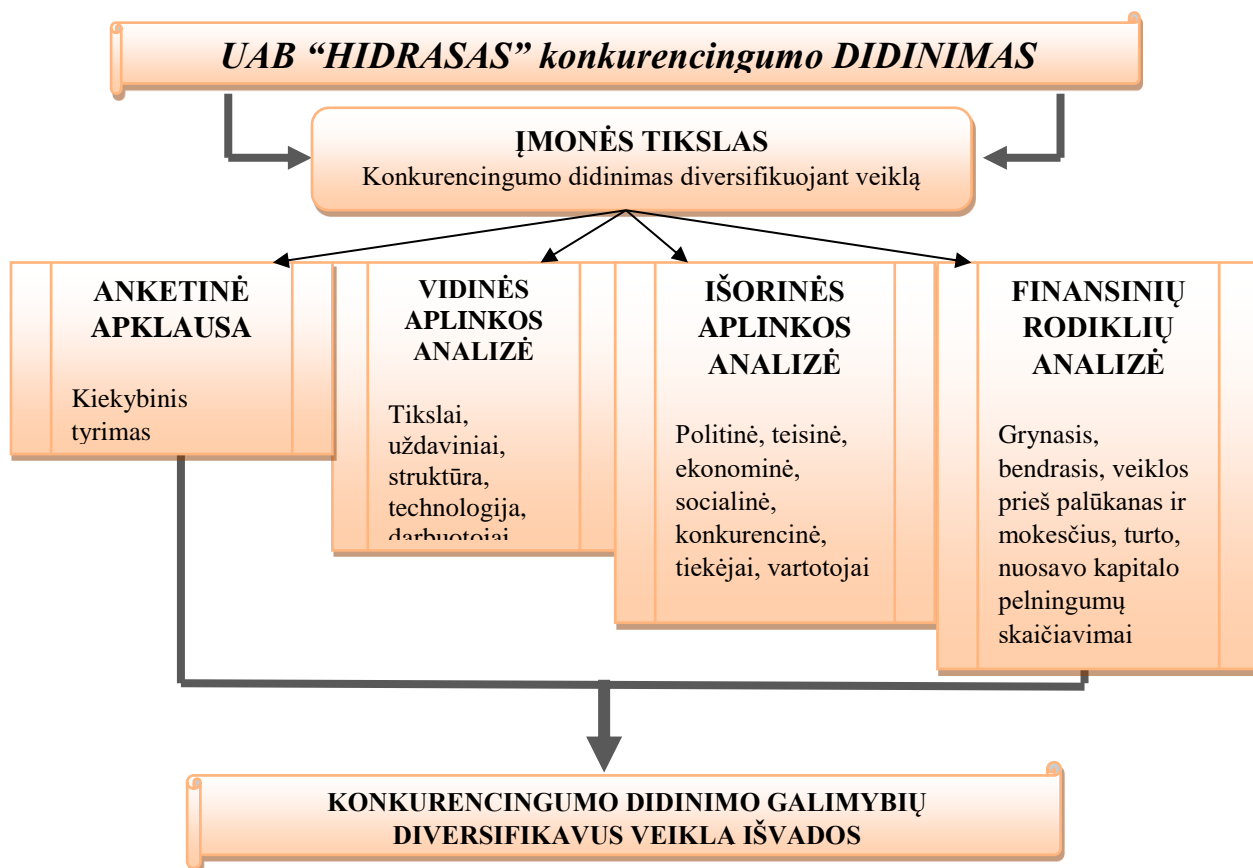 UAB “HIDRASAS” konkurencingumo DIDINIMAS
ĮMONĖS TIKSLAS
Konkurencingumo didinimas diversifikuojant veiklą
ANKETINĖ
APKLAUSA
Kiekybinis
tyrimas
VIDINĖS
APLINKOS
ANALIZĖ
Tikslai,
uždaviniai,
struktūra,
technologija,
darbuotojai
IŠORINĖS
APLINKOS
ANALIZĖ
Politinė, teisinė,
ekonominė,
socialinė,
konkurencinė,
tiekėjai, vartotojai
FINANSINIŲ
RODIKLIŲ
ANALIZĖ
Grynasis,
bendrasis, veiklos
prieš palūkanas ir
mokesčius, turto,
nuosavo kapitalo
pelningumų
skaičiavimai
KONKURENCINGUMO DIDINIMO GALIMYBIŲ
DIVERSIFIKAVUS VEIKLA IŠVADOS